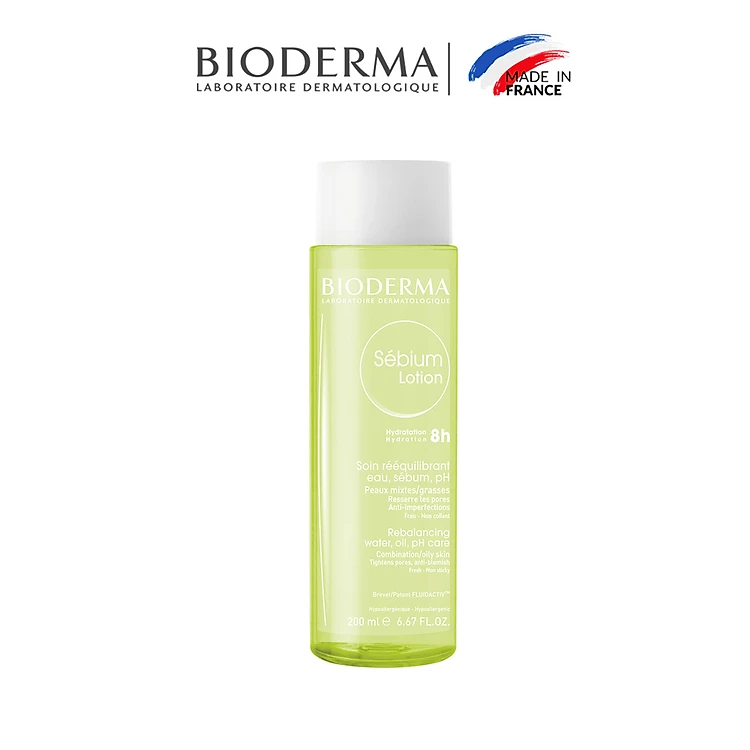 BIODERMA
LABORATOIRE DERMATOLOGIQUE
MADE IN
FRANCE
BIODERMA
LABORATOIRE DERMATOLOGIQUE
Sébium
Lotion
Hydratation
Hydration 8h
Soin rééquilibrant
eau, sébum, pH
Peaux mixtes/grasses
Resserre les pores
Anti-imperfections
Frais - Non collant
Rebalancing
water, oil, pH care
Combination/oily skin
Tightens pores, anti-blemish
Fresh - Non sticky
Brevet/Patent FLUIDACTIV™
Hypoallergénique - Hypoallergenic
200 ml e 6.67 FL.OZ.